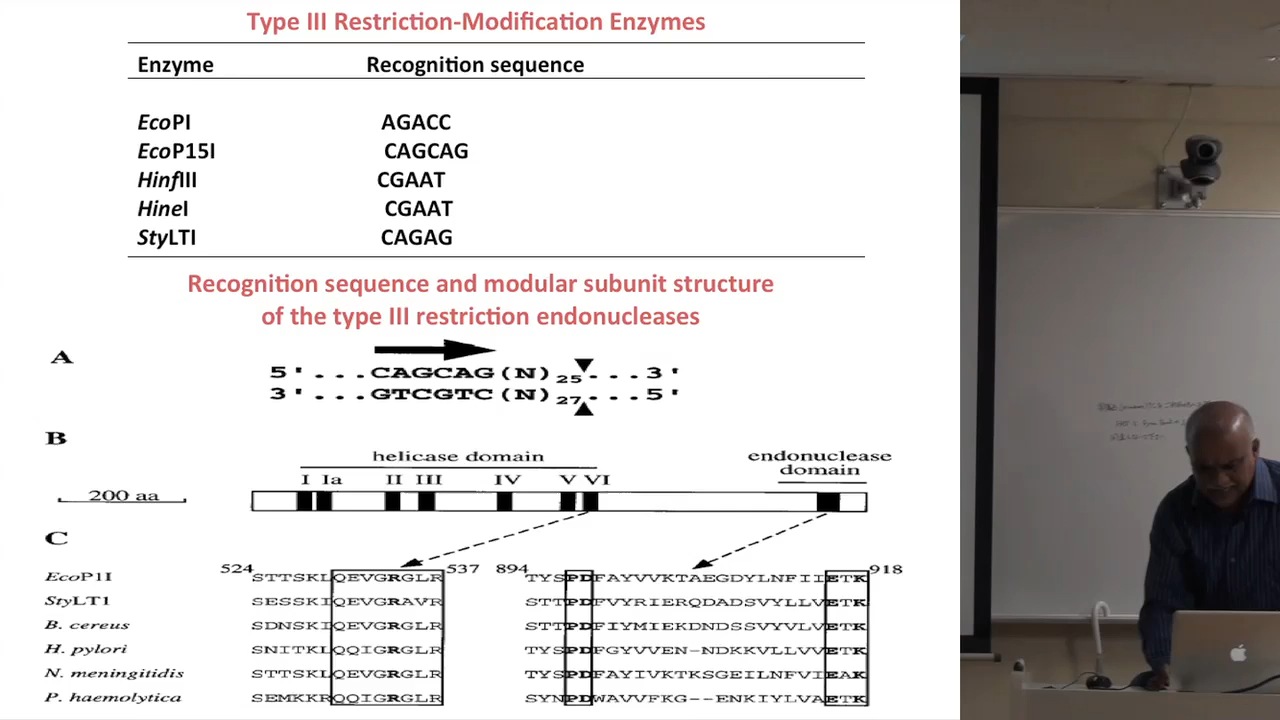 Type III Restriction-Modification Enzymes
Enzyme Recognition sequence
EcoPI AGACC
EcoP15I CAGCAG
HinfIII CGAAT
HineI CGAAT
StyLTI CAGAG
Recognition sequence and modular subunit structure
of the type III restriction endonucleases
A
5'...CAGCAG(N)25...3'
3'...GTCGTC(N)27...5'
B
helicase domain endonuclease
domain
I Ia II III IV V VI
200 aa
C
524 537 894 918
EcoP1I STTSKLQEVGRGLR TYSPDFAYVVKTAEGDYLNFIIETK
StyLT1 SESSKIQEVGRAVR STTPDFVYRIERQDADSVYLLVETK
B. cereus SDNSKIQEVGRGLR STTPDFIYMIEKDNDSSVYVLVETK
H. pylori SNITKLQQIGRGLR TYSPDFGYVVEN-NDKKVLLVVETK
N. meningitidis STTSKLQEVGRGLR TYSPDFAYIVKTKSGEILNFVIEAK
P. haemolytica SEMKKRQQIGRGLR SYNPDWAVVFKG--ENKIYLVAETK